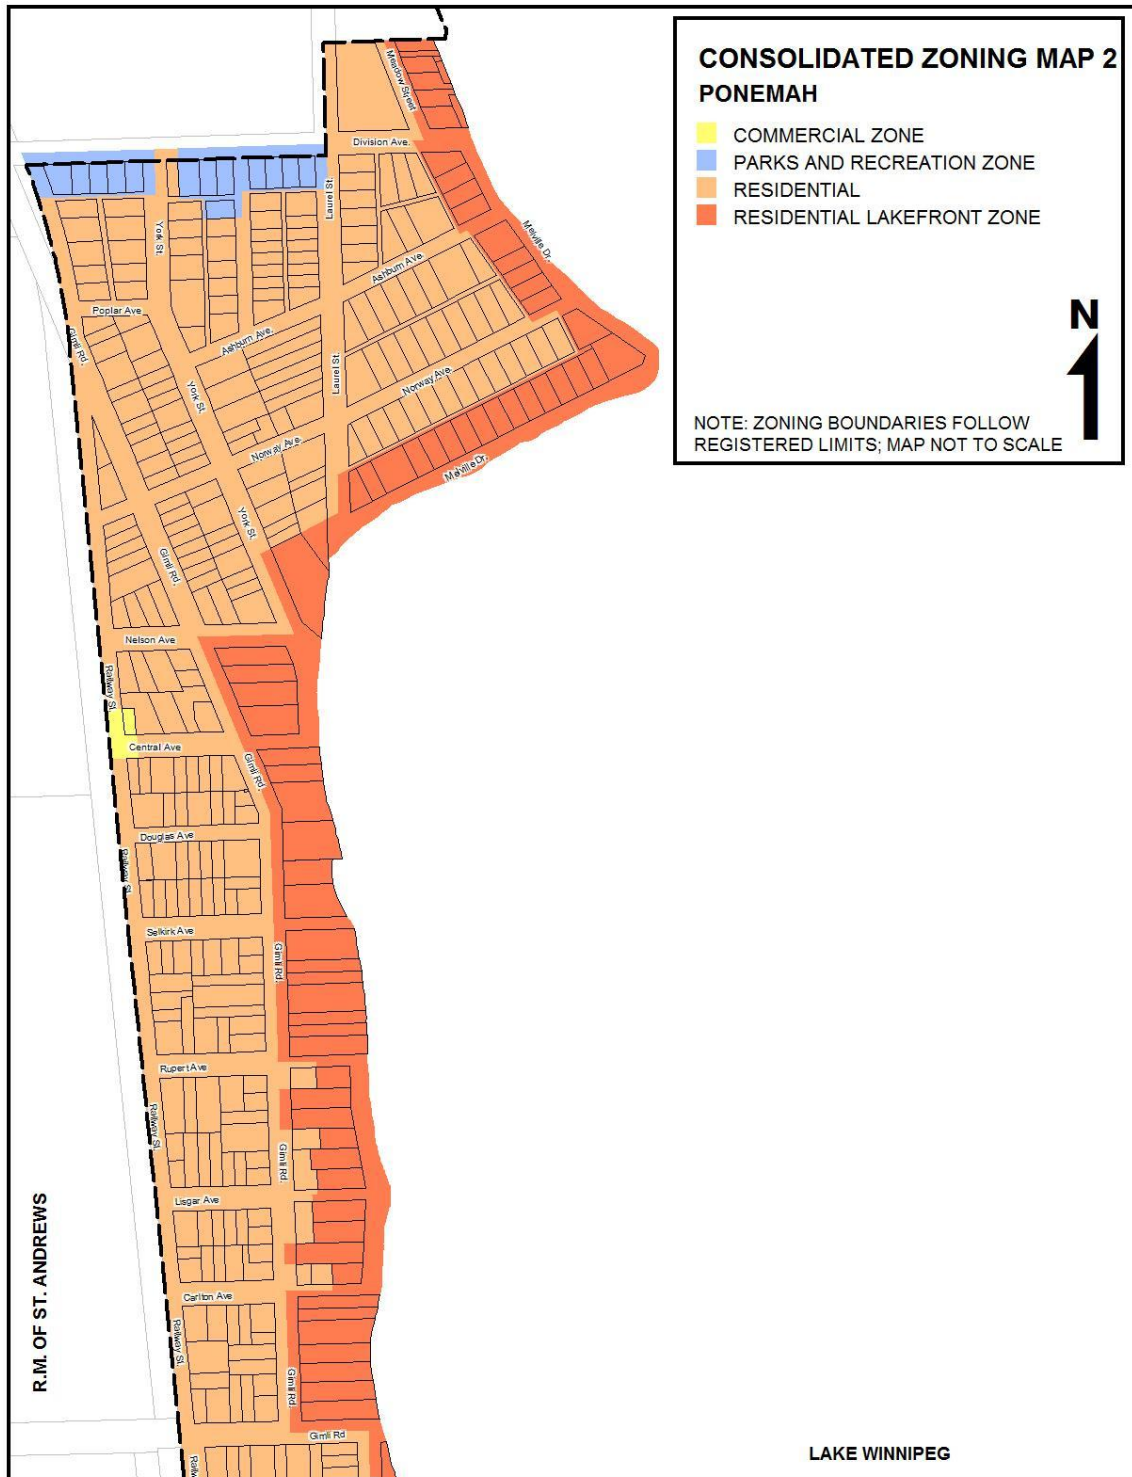 CONSOLIDATED ZONING MAP 2
PONEMAH
COMMERCIAL ZONE
PARKS AND RECREATION ZONE
RESIDENTIAL
RESIDENTIAL LAKEFRONT ZONE
N
NOTE: ZONING BOUNDARIES FOLLOW
REGISTERED LIMITS; MAP NOT TO SCALE
Meadow Street
Division Ave.
Laurel St.
York St.
Melville Dr.
Ashburn Ave.
Poplar Ave
Gimli Rd.
Ashburn Ave.
Laurel St.
Norway Ave.
York St.
Norway Ave.
Melville Dr.
York St.
Gimli Rd.
Nelson Ave
Railway St.
Central Ave
Gimli Rd.
Douglas Ave
Railway St.
Selkirk Ave
Gimli Rd.
Rupert Ave
Railway St.
Gimli Rd.
Lisgar Ave
R.M. OF ST. ANDREWS
Carlton Ave
Railway St.
Gimli Rd.
Gimli Rd
LAKE WINNIPEG